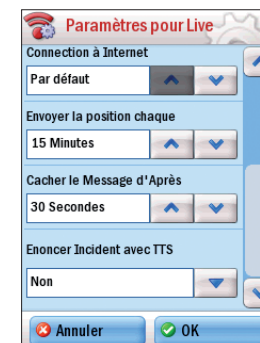 Paramètres pour Live
Connection à Internet
Par défaut
Envoyer la position chaque
15 Minutes
Cacher le Message d'Après
30 Secondes
Enoncer Incident avec TTS
Non
Annuler
OK